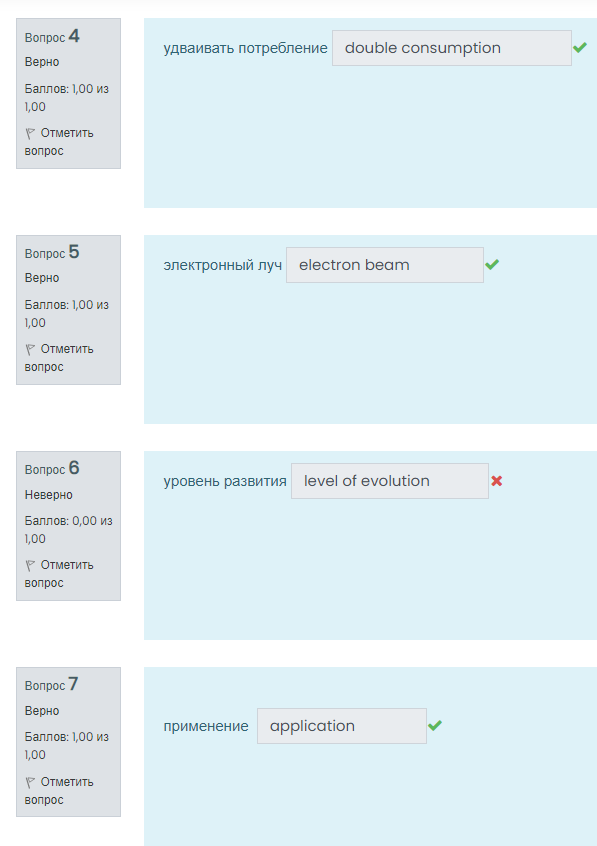 Вопрос 4
Верно
Баллов: 1,00 из
1,00
Отметить
вопрос
удваивать потребление double consumption
Вопрос 5
Верно
Баллов: 1,00 из
1,00
Отметить
вопрос
электронный луч electron beam
Вопрос 6
Неверно
Баллов: 0,00 из
1,00
Отметить
вопрос
уровень развития level of evolution
Вопрос 7
Верно
Баллов: 1,00 из
1,00
Отметить
вопрос
применение application